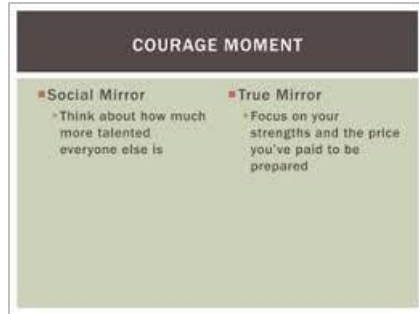 COURAGE MOMENT
Social Mirror
Think about how much
more talented
everyone else is
True Mirror
Focus on your
strengths and the price
you've paid to be
prepared